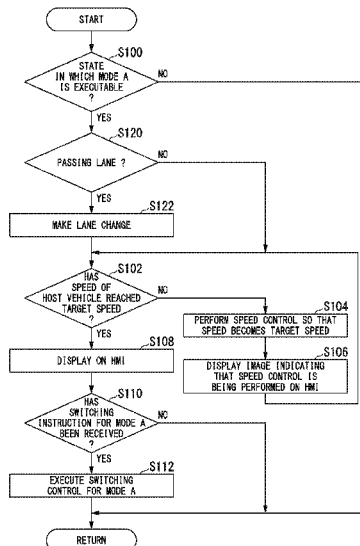 START
S100
STATE
IN WHICH MODE A
IS EXECUTABLE
?
NO
YES
S120
PASSING LANE ?
NO
YES
S122
MAKE LANE CHANGE
S102
HAS
SPEED OF
HOST VEHICLE REACHED
TARGET SPEED
?
NO
YES
S104
PERFORM SPEED CONTROL SO THAT
SPEED BECOMES TARGET SPEED
S106
DISPLAY IMAGE INDICATING
THAT SPEED CONTROL IS
BEING PERFORMED ON HMI
S108
DISPLAY ON HMI
S110
HAS
SWITCHING
INSTRUCTION FOR MODE A
BEEN RECEIVED
?
NO
YES
S112
EXECUTE SWITCHING
CONTROL FOR MODE A
RETURN